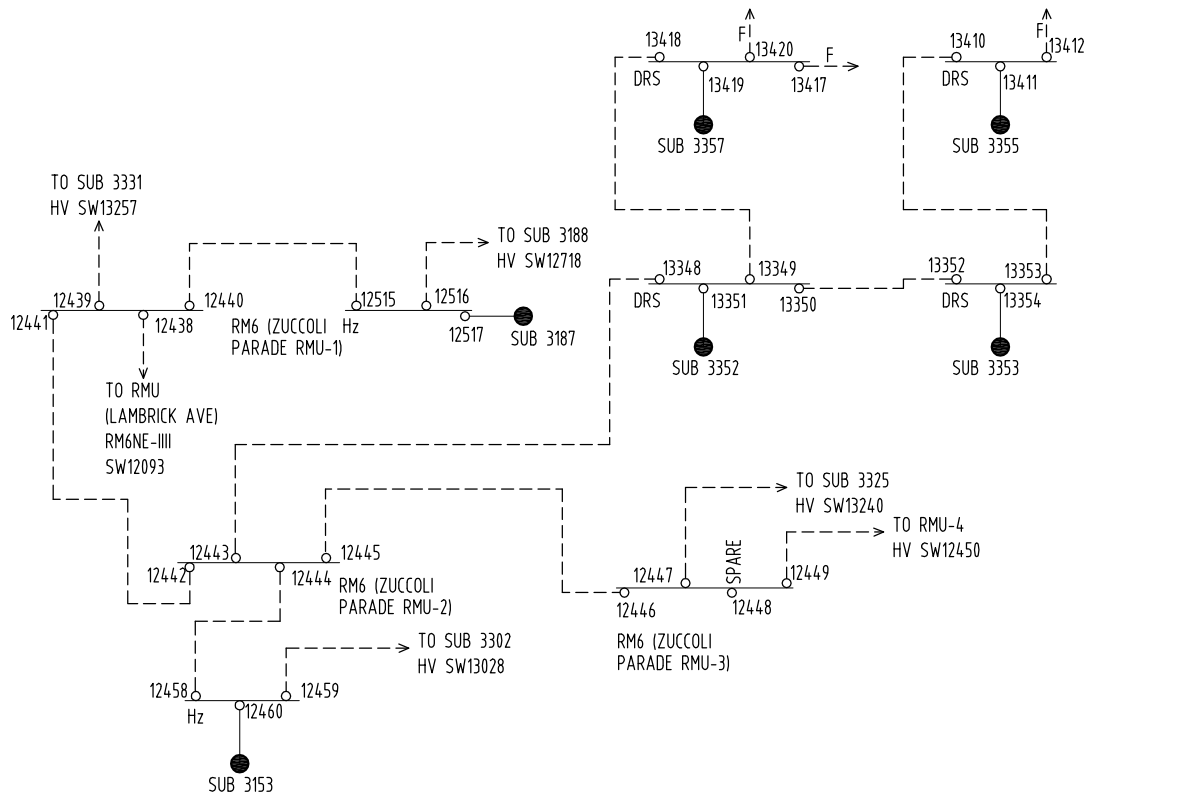 13418
F
13420
F
DRS
13419
13417
SUB 3357
13410
F
13412
DRS
13411
SUB 3355
TO SUB 3331
HV SW13257
12439
12440
12441
12438
RM6 (ZUCCOLI
PARADE RMU-1)
TO RMU
(LAMBRICK AVE)
RM6NE-IIII
SW12093
TO SUB 3188
HV SW12718
12515
12516
Hz
12517
SUB 3187
13348
13349
DRS
13351
13350
SUB 3352
13352
13353
DRS
13354
SUB 3353
12443
12445
12442
12444
RM6 (ZUCCOLI
PARADE RMU-2)
TO SUB 3325
HV SW13240
TO RMU-4
HV SW12450
SPARE
12447
12449
12446
12448
RM6 (ZUCCOLI
PARADE RMU-3)
TO SUB 3302
HV SW13028
12458
12459
Hz
12460
SUB 3153